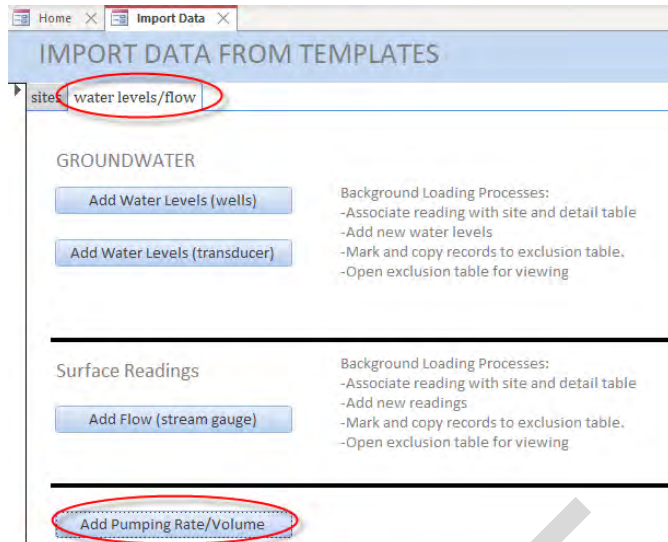 Home
Import Data
IMPORT DATA FROM TEMPLATES
sites water levels/flow
GROUNDWATER
Add Water Levels (wells)
Add Water Levels (transducer)
Background Loading Processes:
-Associate reading with site and detail table
-Add new water levels
-Mark and copy records to exclusion table.
-Open exclusion table for viewing
Surface Readings
Add Flow (stream gauge)
Background Loading Processes:
-Associate reading with site and detail table
-Add new readings
-Mark and copy records to exclusion table.
-Open exclusion table for viewing
Add Pumping Rate/Volume